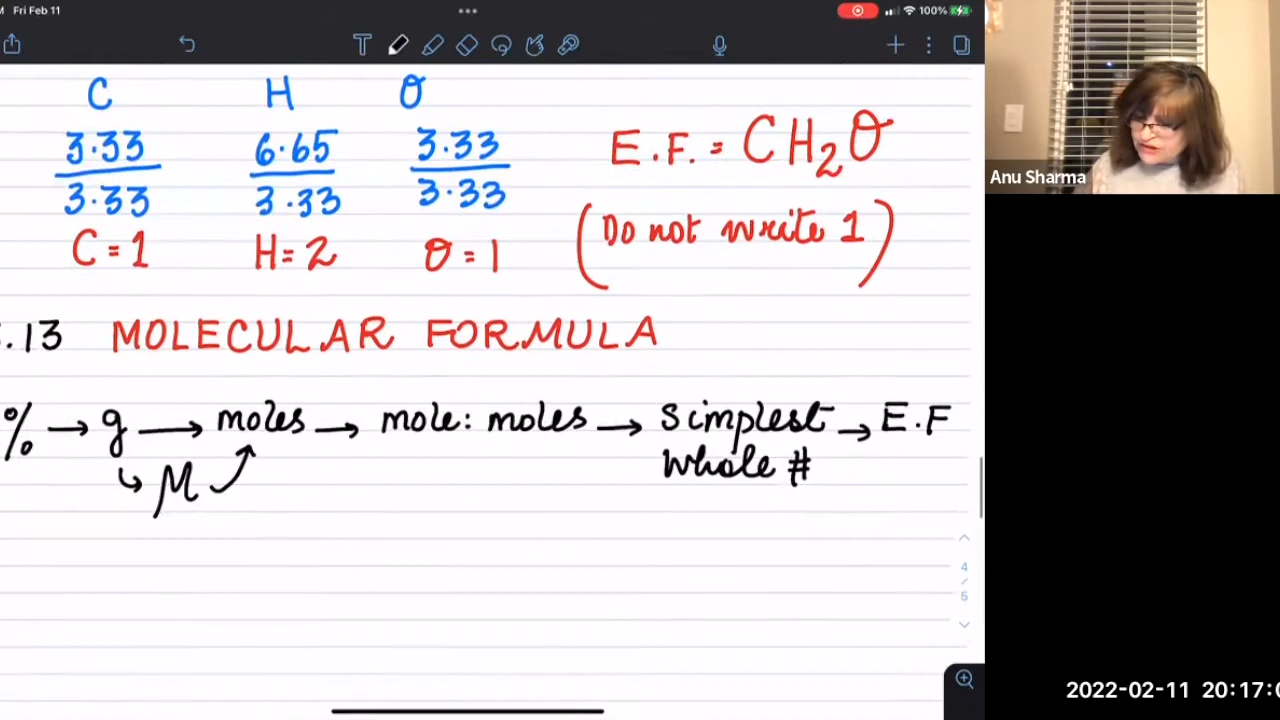 Fri Feb 11
100%
C H O
3.33 6.65 3.33
3.33 3.33 3.33
C = 1 H = 2 O = 1
E.F. = CH₂O
(Do not write 1)
.13 MOLECULAR FORMULA
% → g → moles → mole: moles → simplest whole # → E.F
↳ M
Anu Sharma
4
/
5
2022-02-11 20:17:0